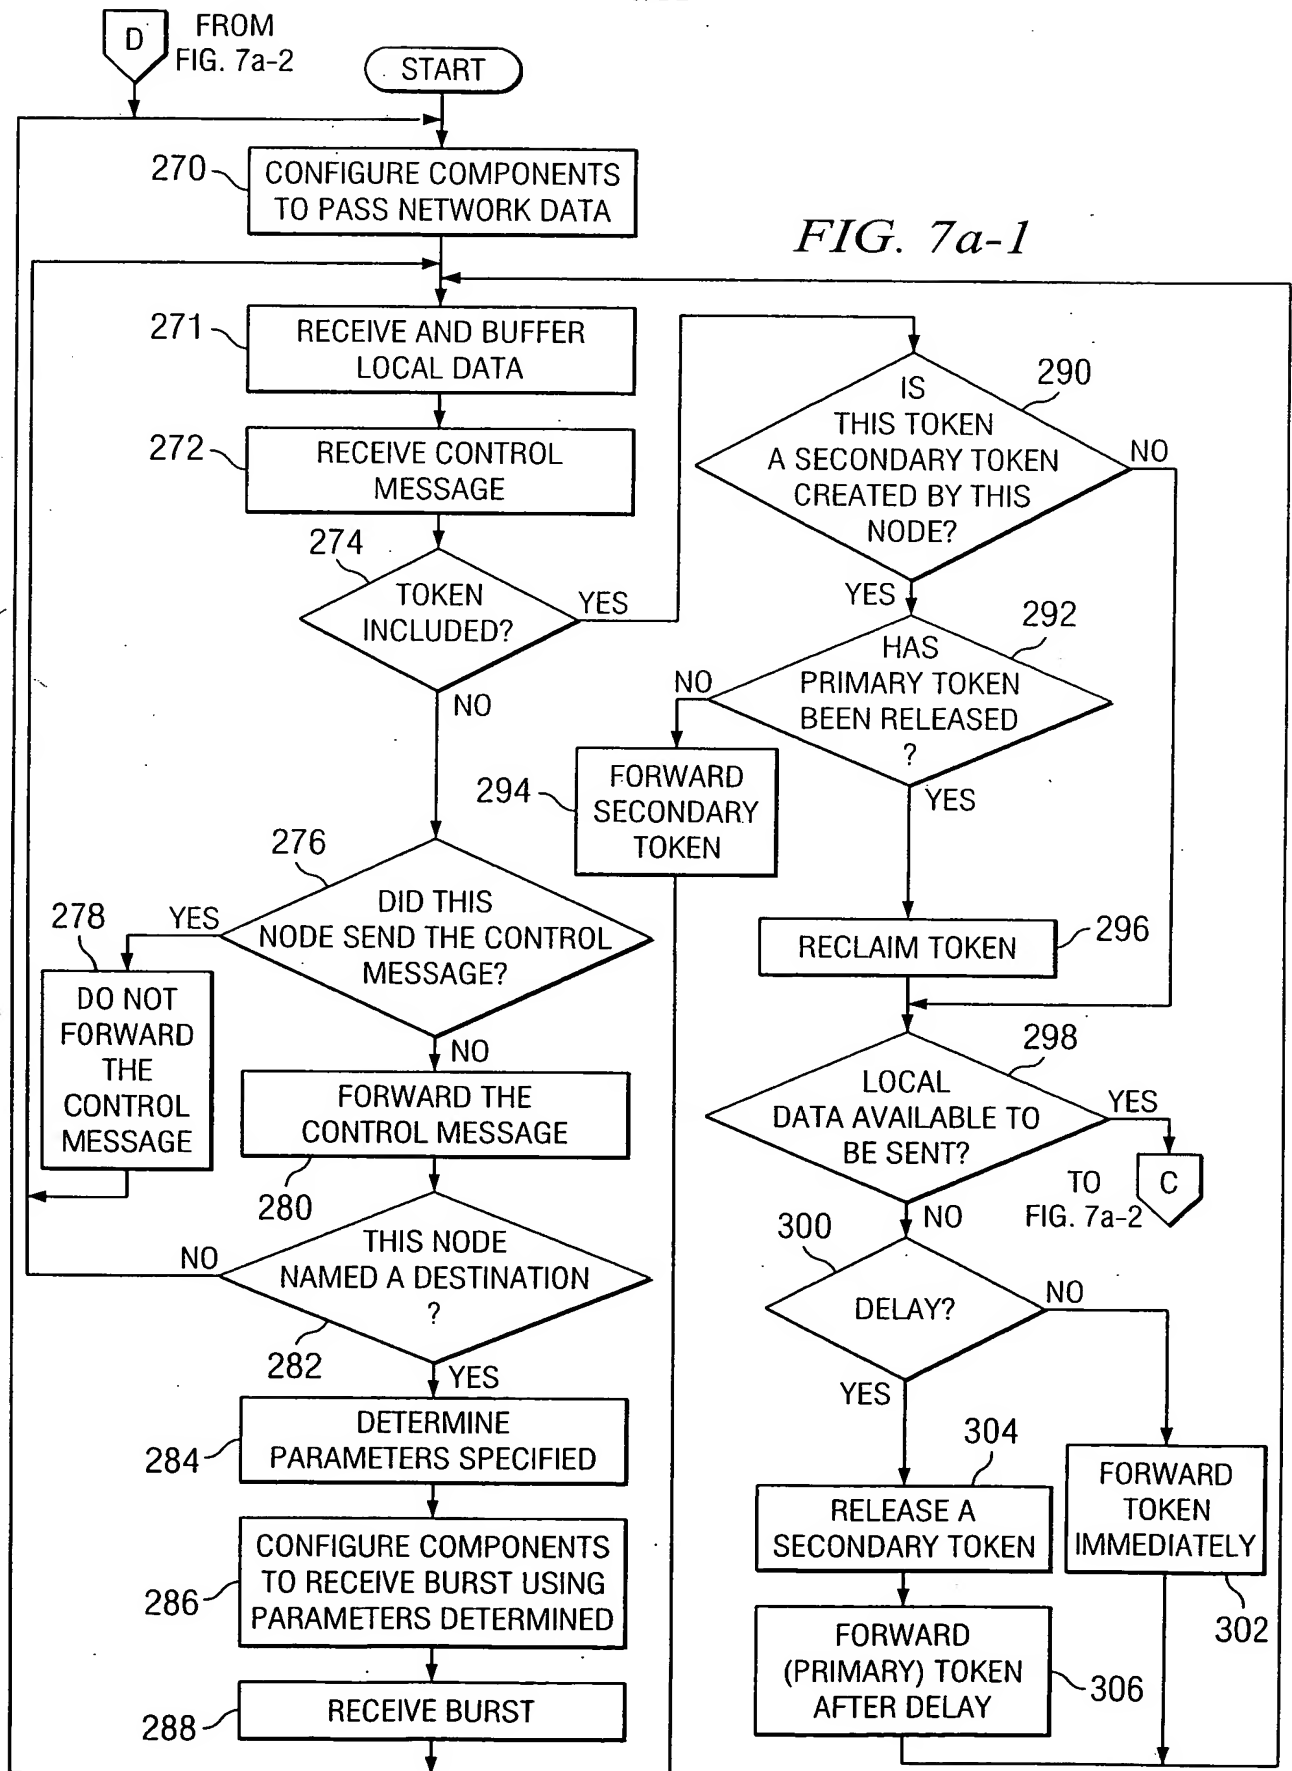 D
FROM
FIG. 7a-2
START
270
CONFIGURE COMPONENTS
TO PASS NETWORK DATA
FIG. 7a-1
271
RECEIVE AND BUFFER
LOCAL DATA
272
RECEIVE CONTROL
MESSAGE
274
TOKEN
INCLUDED?
YES
NO
276
DID THIS
NODE SEND THE CONTROL
MESSAGE?
YES
278
DO NOT
FORWARD
THE
CONTROL
MESSAGE
NO
FORWARD THE
CONTROL MESSAGE
280
THIS NODE
NAMED A DESTINATION
?
NO
282
YES
284
DETERMINE
PARAMETERS SPECIFIED
286
CONFIGURE COMPONENTS
TO RECEIVE BURST USING
PARAMETERS DETERMINED
288
RECEIVE BURST
290
IS
THIS TOKEN
A SECONDARY TOKEN
CREATED BY THIS
NODE?
NO
YES
292
HAS
PRIMARY TOKEN
BEEN RELEASED
?
NO
294
FORWARD
SECONDARY
TOKEN
YES
RECLAIM TOKEN
296
298
LOCAL
DATA AVAILABLE TO
BE SENT?
YES
TO
FIG. 7a-2
C
NO
300
DELAY?
NO
YES
304
RELEASE A
SECONDARY TOKEN
FORWARD
TOKEN
IMMEDIATELY
302
FORWARD
(PRIMARY) TOKEN
AFTER DELAY
306